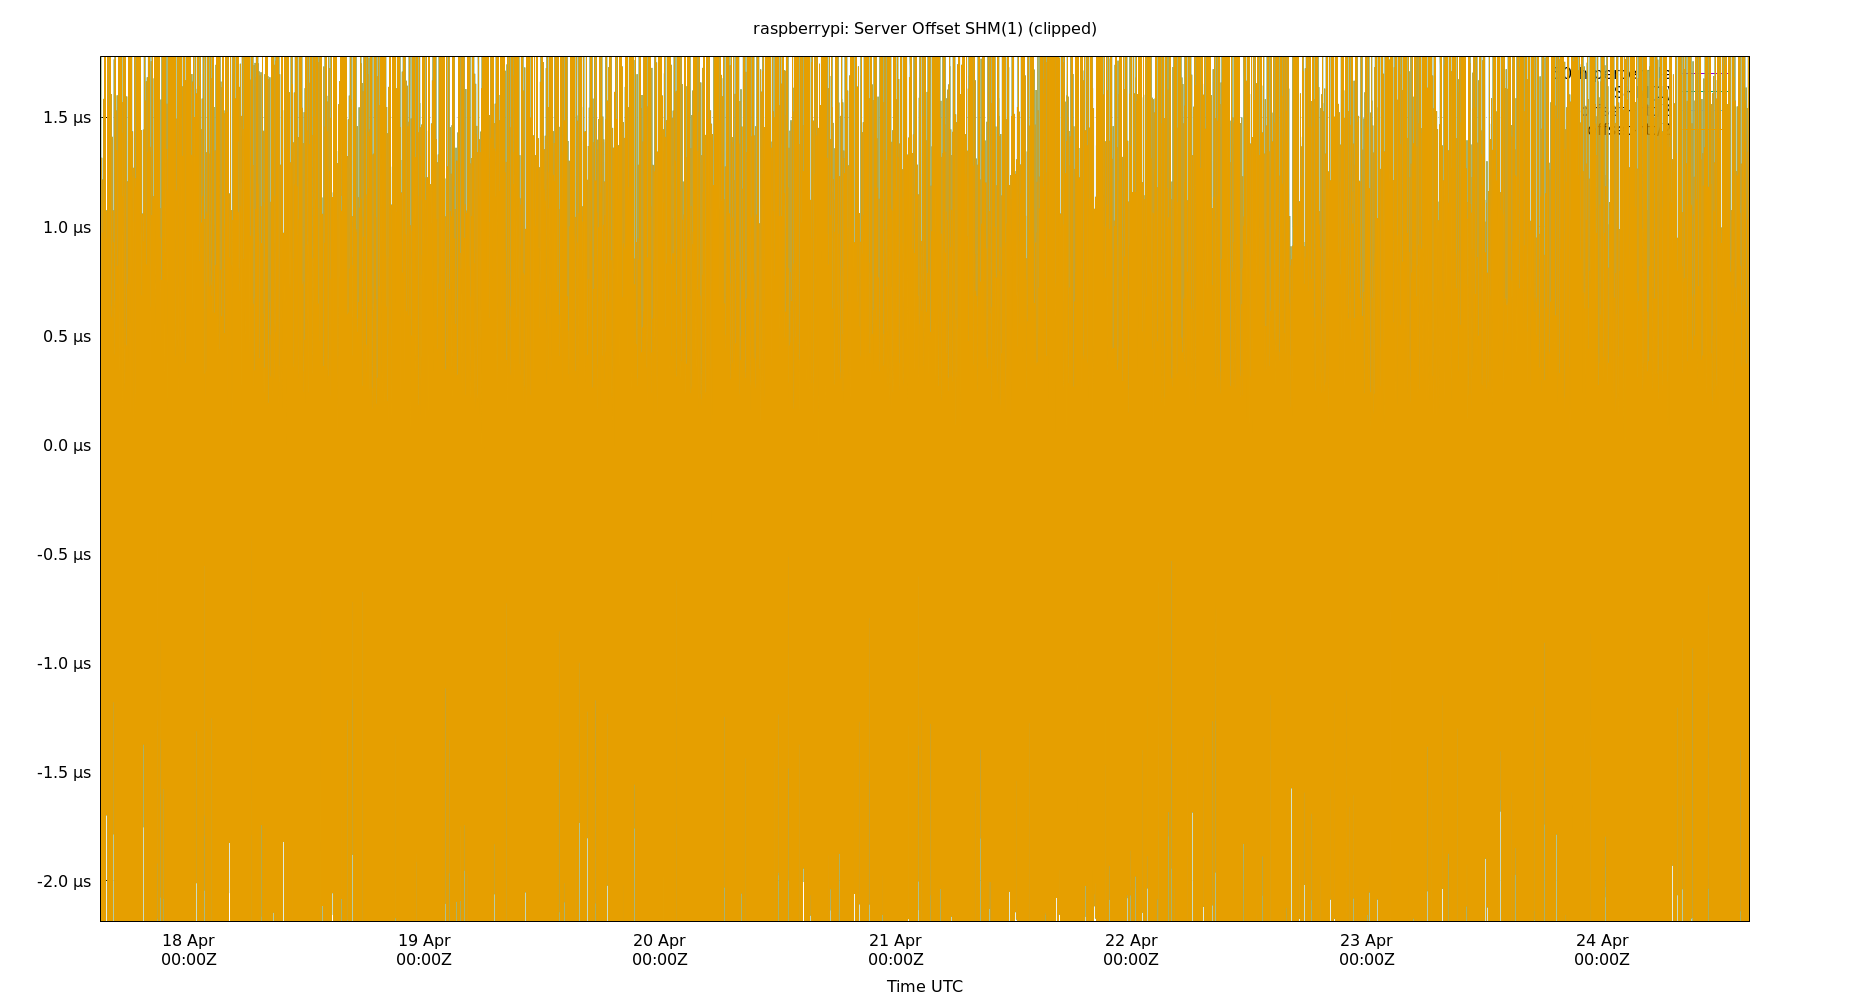 raspberrypi: Server Offset SHM(1) (clipped)
1.5 µs
1.0 µs
0.5 µs
0.0 µs
-0.5 µs
-1.0 µs
-1.5 µs
-2.0 µs
18 Apr 19 Apr 20 Apr 21 Apr 22 Apr 23 Apr 24 Apr
00:00Z 00:00Z 00:00Z 00:00Z 00:00Z 00:00Z 00:00Z
Time UTC